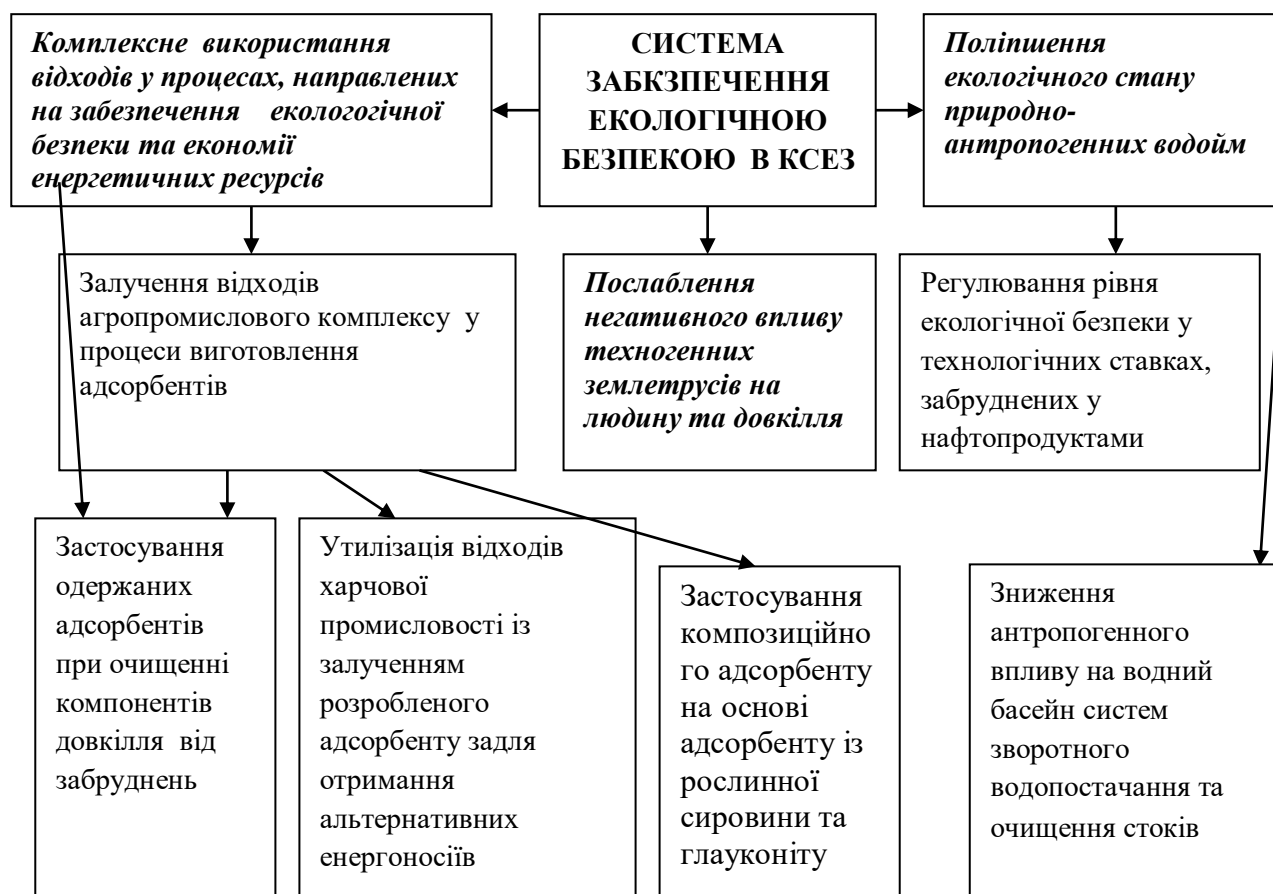 Комплексне використання
відходів у процесах, направлених
на забезпечення екологогічної
безпеки та економії
енергетичних ресурсів
СИСТЕМА
ЗАБКЗПЕЧЕННЯ
ЕКОЛОГІЧНОЮ
БЕЗПЕКОЮ В КСЕЗ
Поліпшення
екологічного стану
природно-
антропогенних водойм
Залучення відходів
агропромислового комплексу у
процеси виготовлення
адсорбентів
Послаблення
негативного впливу
техногенних
землетрусів на
людину та довкілля
Регулювання рівня
екологічної безпеки у
технологічних ставках,
забруднених у
нафтопродуктами
Застосування
одержаних
адсорбентів
при очищенні
компонентів
довкілля від
забруднень
Утилізація відходів
харчової
промисловості із
залученням
розробленого
адсорбенту задля
отримання
альтернативних
енергоносіїв
Застосування
композиційно
го адсорбенту
на основі
адсорбенту із
рослинної
сировини та
глауконіту
Зниження
антропогенного
впливу на водний
басейн систем
зворотного
водопостачання та
очищення стоків